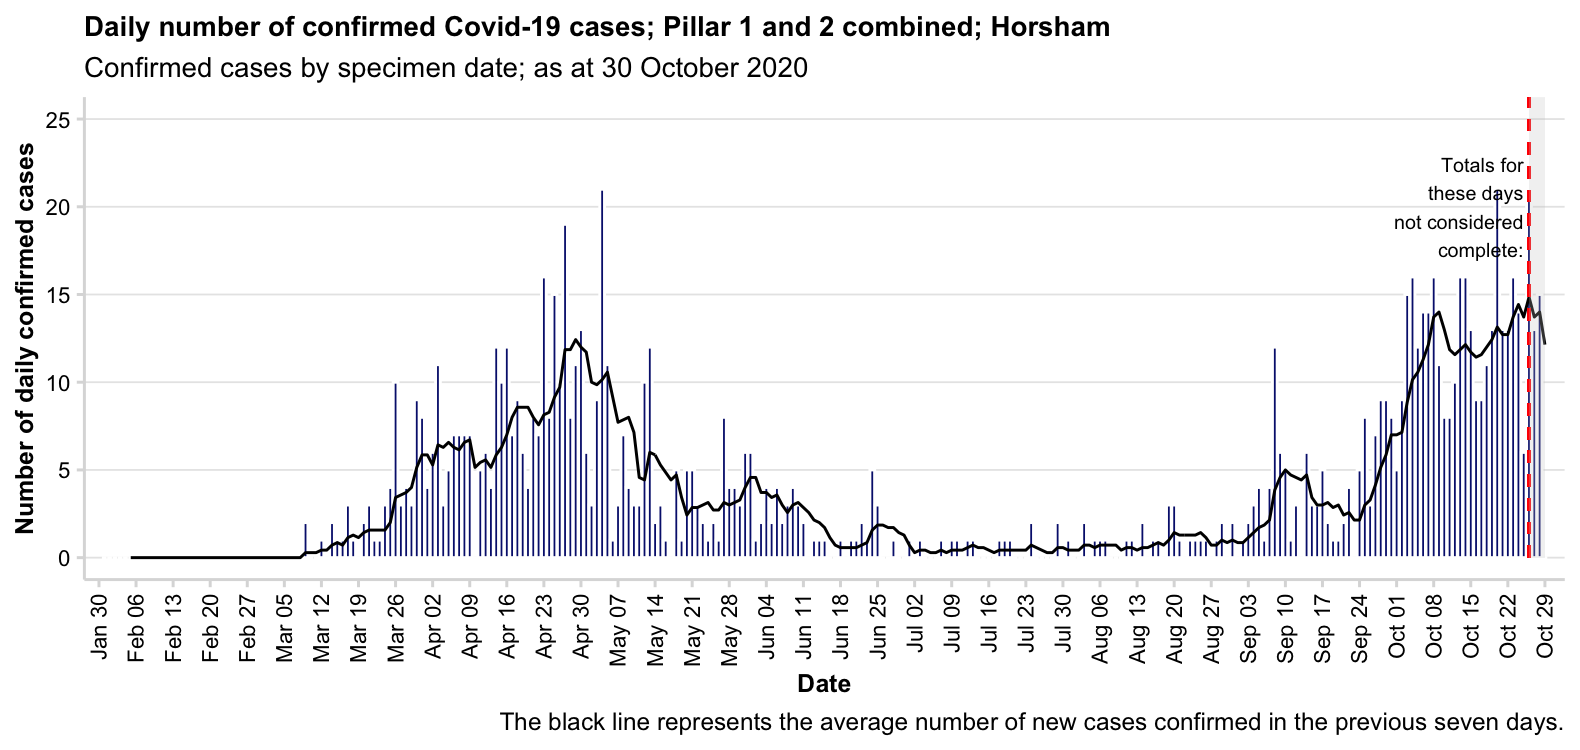 Daily number of confirmed Covid-19 cases; Pillar 1 and 2 combined; Horsham
Confirmed cases by specimen date; as at 30 October 2020
Number of daily confirmed cases
25
20
15
10
5
0
Totals for
these days
not considered
complete:
Jan 30
Feb 06
Feb 13
Feb 20
Feb 27
Mar 05
Mar 12
Mar 19
Mar 26
Apr 02
Apr 09
Apr 16
Apr 23
Apr 30
May 07
May 14
May 21
May 28
Jun 04
Jun 11
Jun 18
Jun 25
Jul 02
Jul 09
Jul 16
Jul 23
Jul 30
Aug 06
Aug 13
Aug 20
Aug 27
Sep 03
Sep 10
Sep 17
Sep 24
Oct 01
Oct 08
Oct 15
Oct 22
Oct 29
Date
The black line represents the average number of new cases confirmed in the previous seven days.